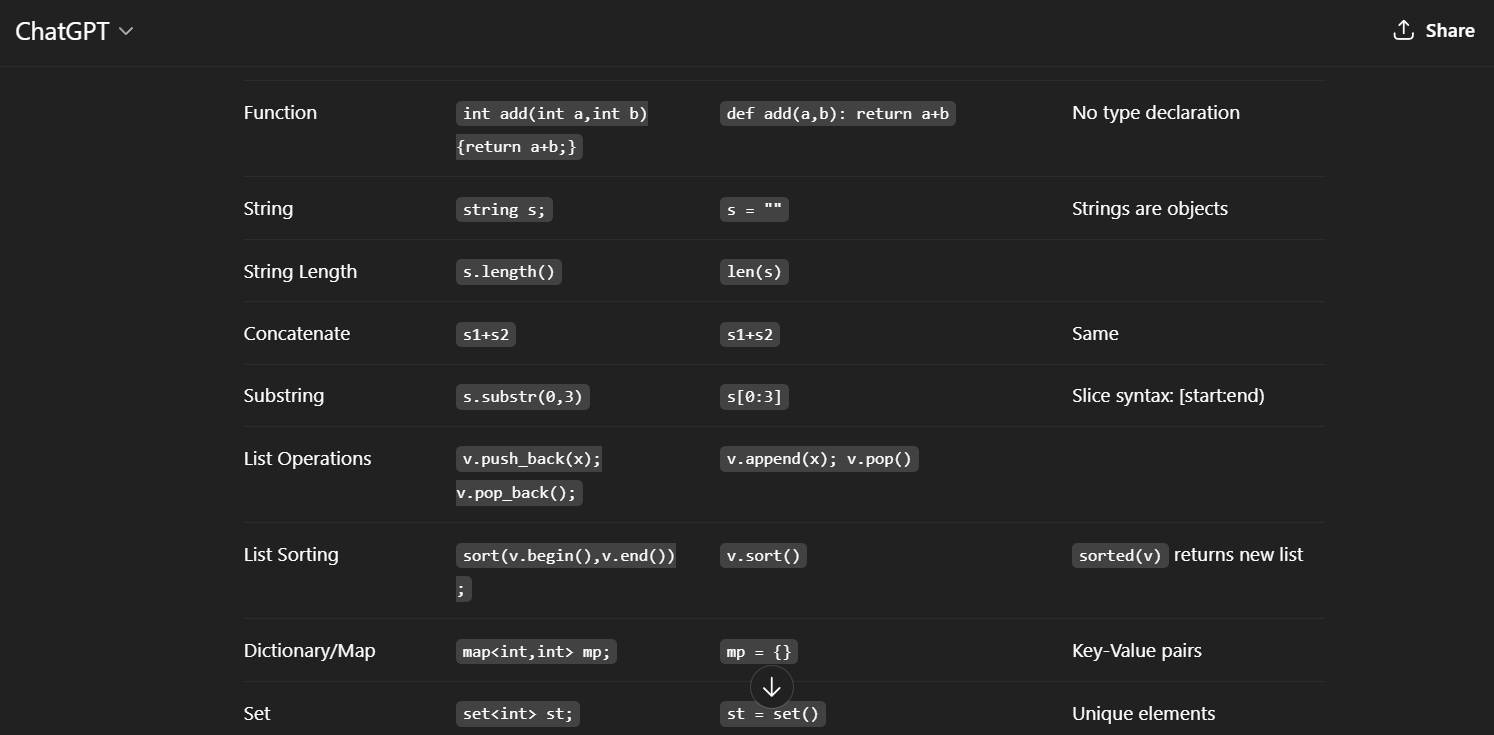 ChatGPT
Share
Function int add(int a,int b) def add(a,b): return a+b No type declaration
{return a+b;}
String string s; s = "" Strings are objects
String Length s.length() len(s)
Concatenate s1+s2 s1+s2 Same
Substring s.substr(0,3) s[0:3] Slice syntax: [start:end)
List Operations v.push_back(x); v.append(x); v.pop()
v.pop_back();
List Sorting sort(v.begin(),v.end()) v.sort() sorted(v) returns new list
;
Dictionary/Map map<int,int> mp; mp = {} Key-Value pairs
Set set<int> st; st = set() Unique elements